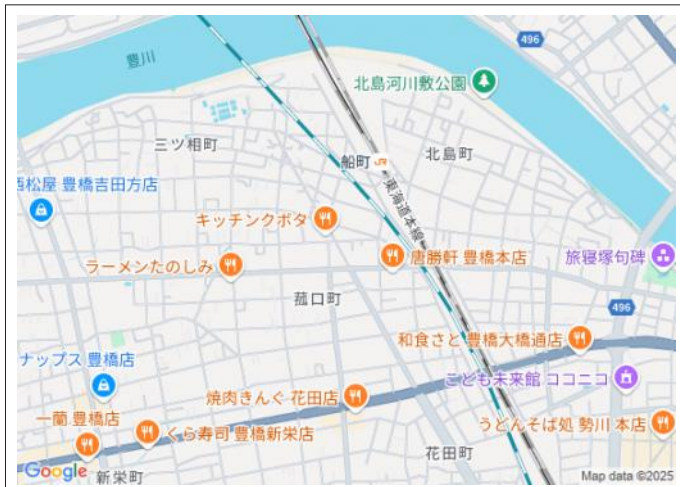 496
豊川
北島河川敷公園
三ツ相町
船町
JR
北島町
西松屋 豊橋吉田方店
東海道本線
キッチンクボタ
唐勝軒 豊橋本店
旅寝塚句碑
ラーメンたのしみ
菰口町
496
和食さと 豊橋大橋通店
ナップス 豊橋店
こども未来館 ココニコ
焼肉きんぐ 花田店
一蘭 豊橋店
くら寿司 豊橋新栄店
うどんそば処 勢川 本店
花田町
Google
新栄町
Map data ©2025